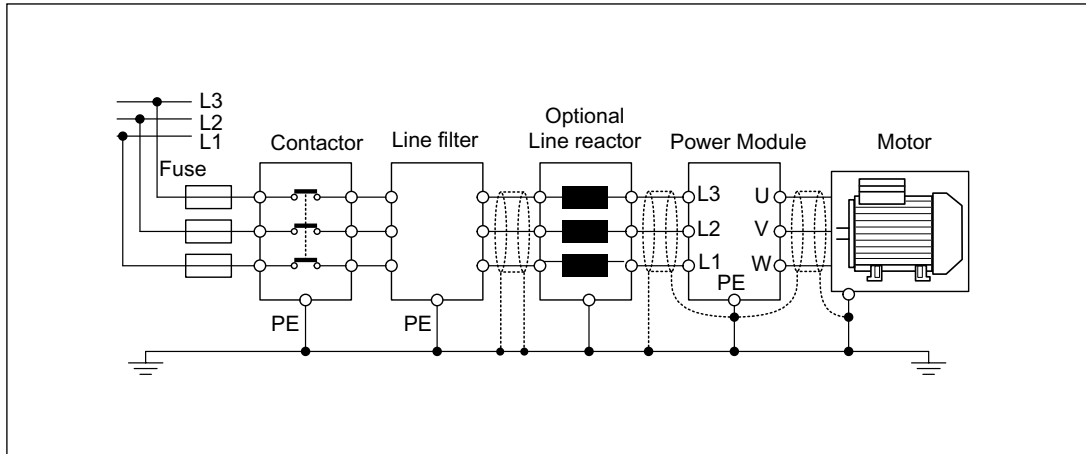 L3
L2
L1
Fuse
Contactor
Line filter
Optional
Line reactor
Power Module
Motor
L3
U
L2
V
L1
W
PE
PE
PE